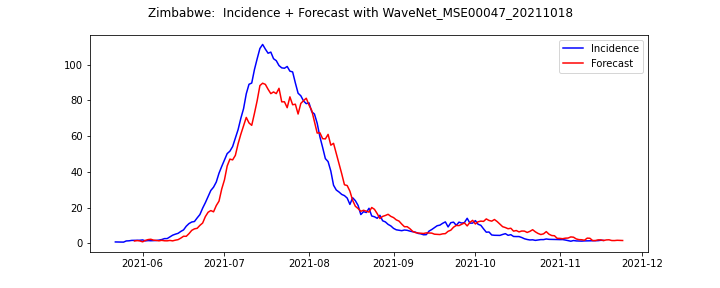 Zimbabwe:  Incidence + Forecast with WaveNet_MSE00047_20211018
Incidence
Forecast
100
80
60
40
20
0
2021-06 2021-07 2021-08 2021-09 2021-10 2021-11 2021-12